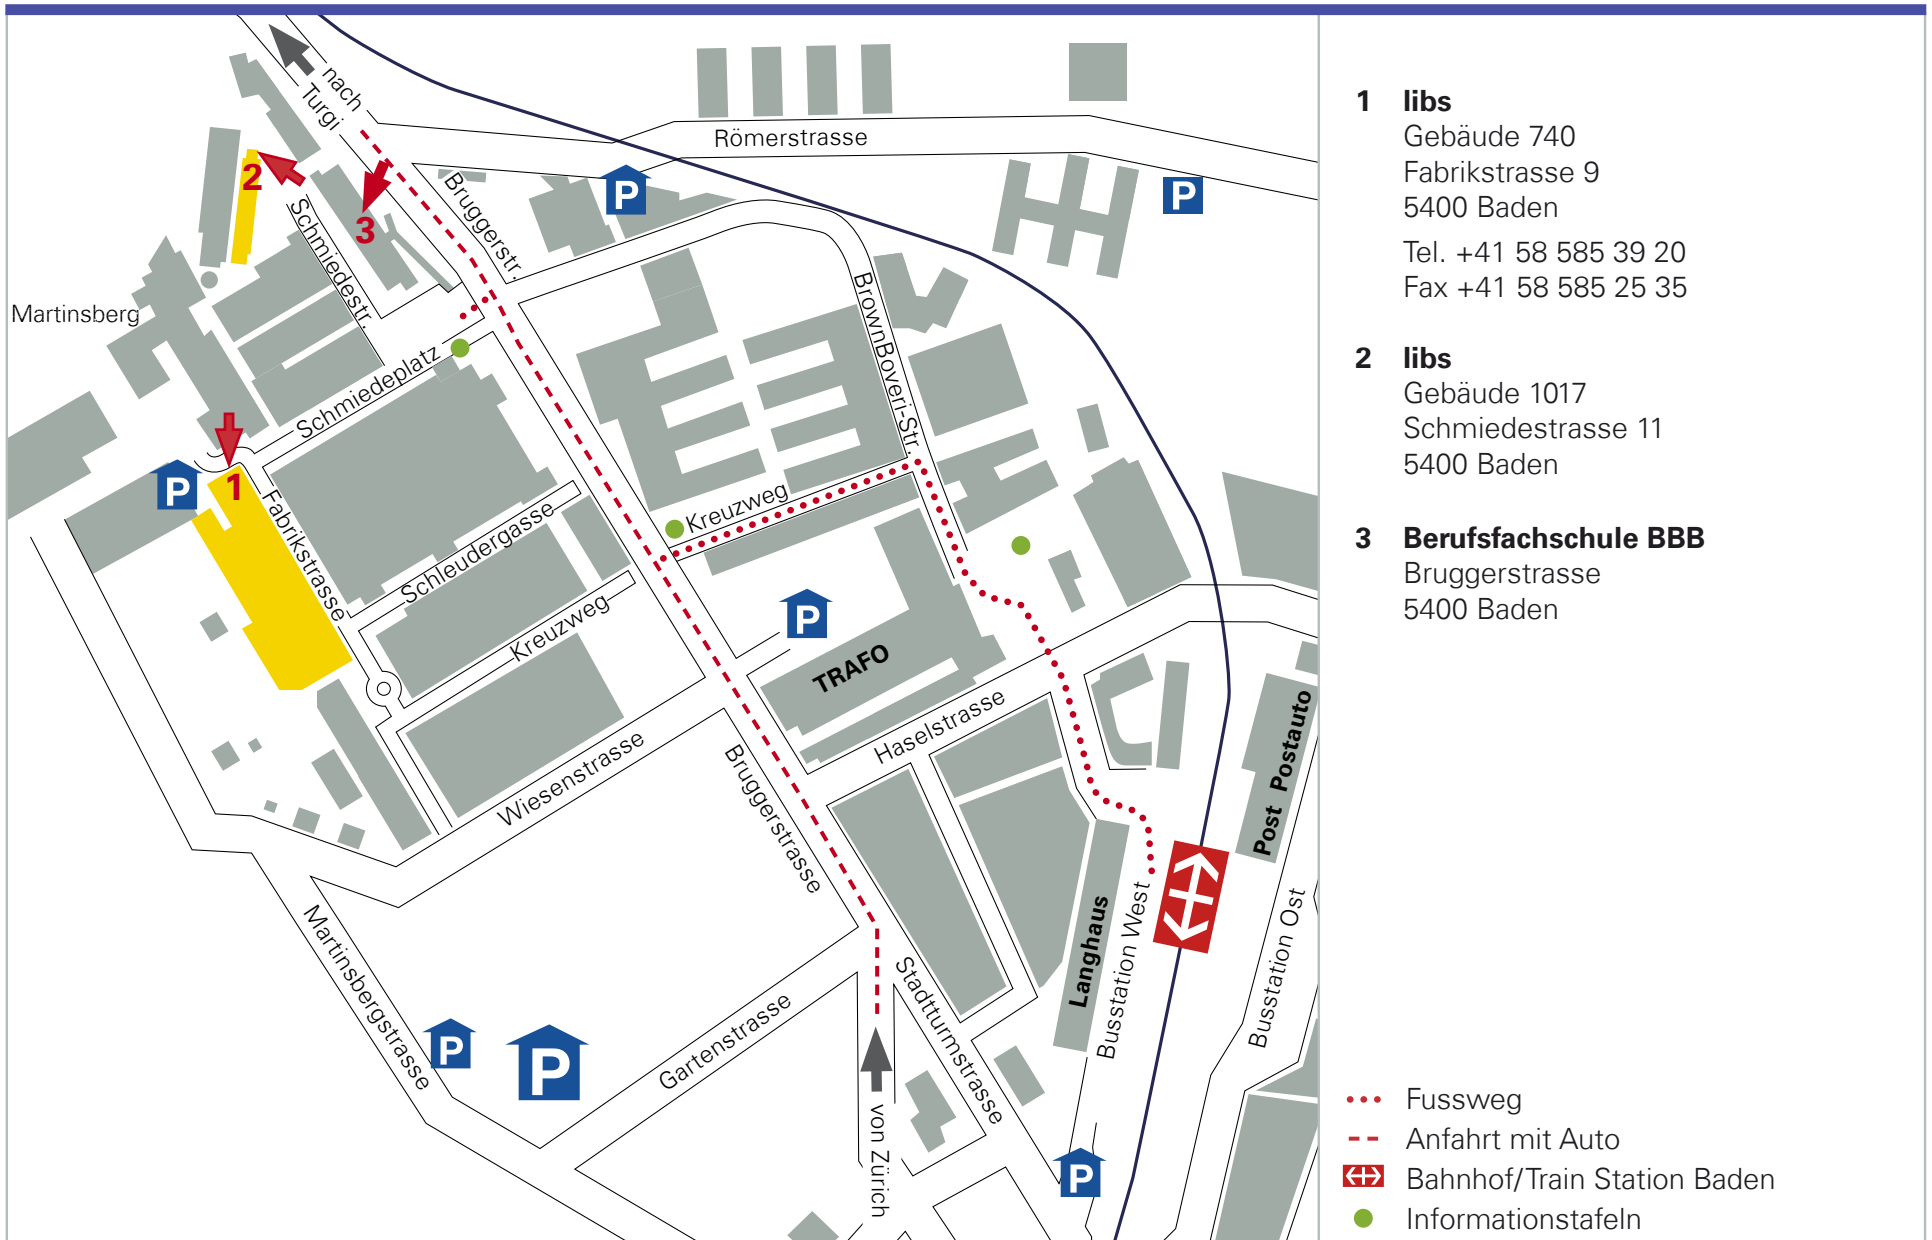 nach
Turgi
Römerstrasse
P
P
Bruggerstr.
2
3
Schmiedestr.
Martinsberg
BrownBoveri-Str.
Schmiedeplatz
P
1
Fabrikstrasse
Schleudergasse
Kreuzweg
Kreuzweg
P
TRAFO
Haselstrasse
Wiesenstrasse
Bruggerstrasse
Post Postauto
Langhaus
Busstation West
Busstation Ost
Martinsbergstrasse
P
P
Gartenstrasse
Stadtturmstrasse
von Zürich
P
1 libs
Gebäude 740
Fabrikstrasse 9
5400 Baden
Tel. +41 58 585 39 20
Fax +41 58 585 25 35
2 libs
Gebäude 1017
Schmiedestrasse 11
5400 Baden
3 Berufsfachschule BBB
Bruggerstrasse
5400 Baden
Fussweg
Anfahrt mit Auto
Bahnhof/Train Station Baden
Informationstafeln